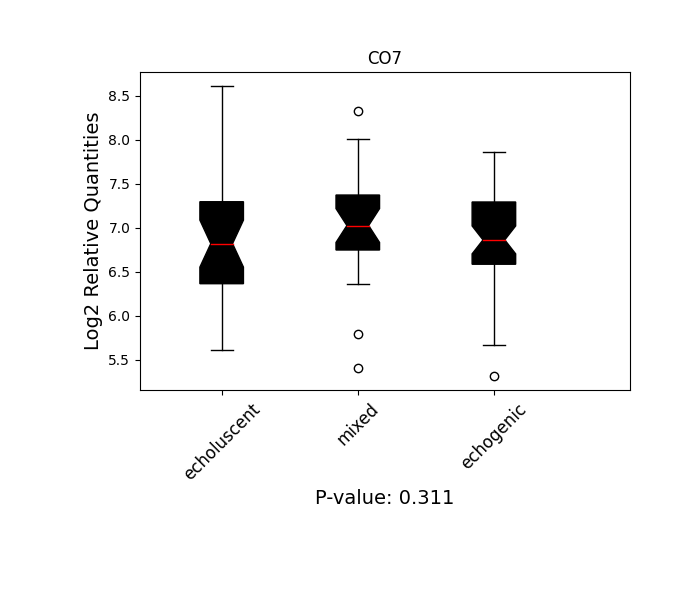 CO7
Log2 Relative Quantities
8.5
8.0
7.5
7.0
6.5
6.0
5.5
echoluscent
mixed
echogenic
P-value: 0.311